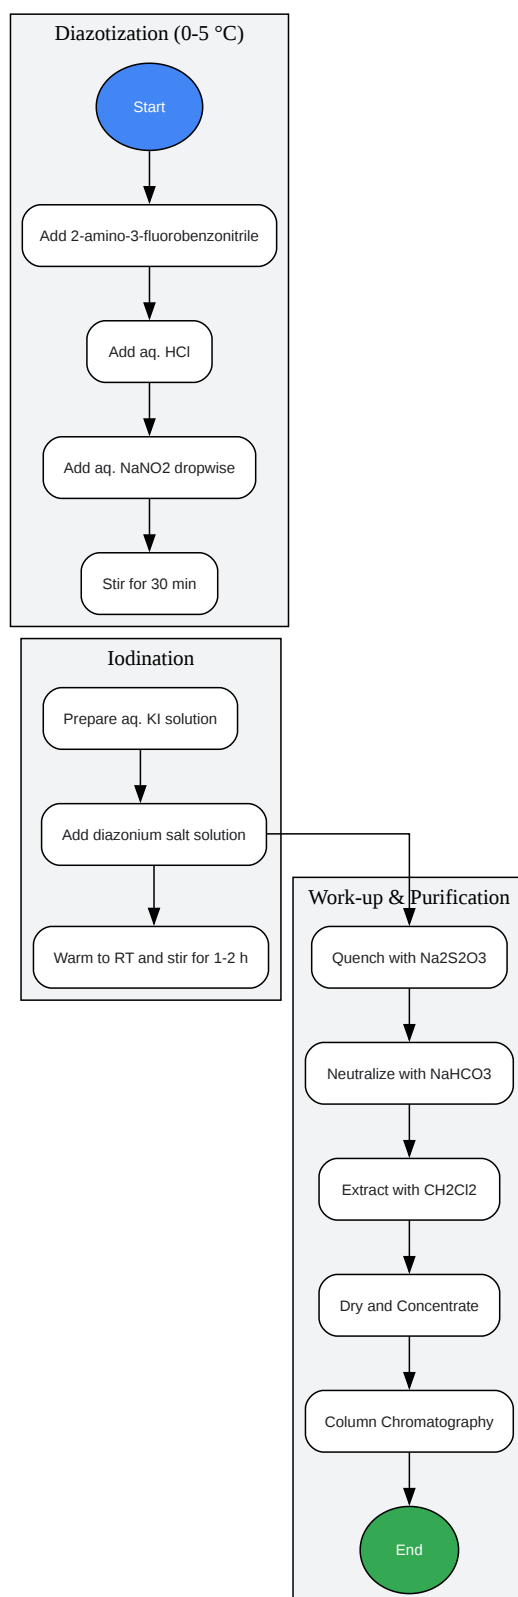 Diazotization (0-5 °C)
Start
Add 2-amino-3-fluorobenzonitrile
Add aq. HCl
Add aq. NaNO2 dropwise
Stir for 30 min
Iodination
Prepare aq. KI solution
Add diazonium salt solution
Warm to RT and stir for 1-2 h
Work-up & Purification
Quench with Na2S2O3
Neutralize with NaHCO3
Extract with CH2Cl2
Dry and Concentrate
Column Chromatography
End